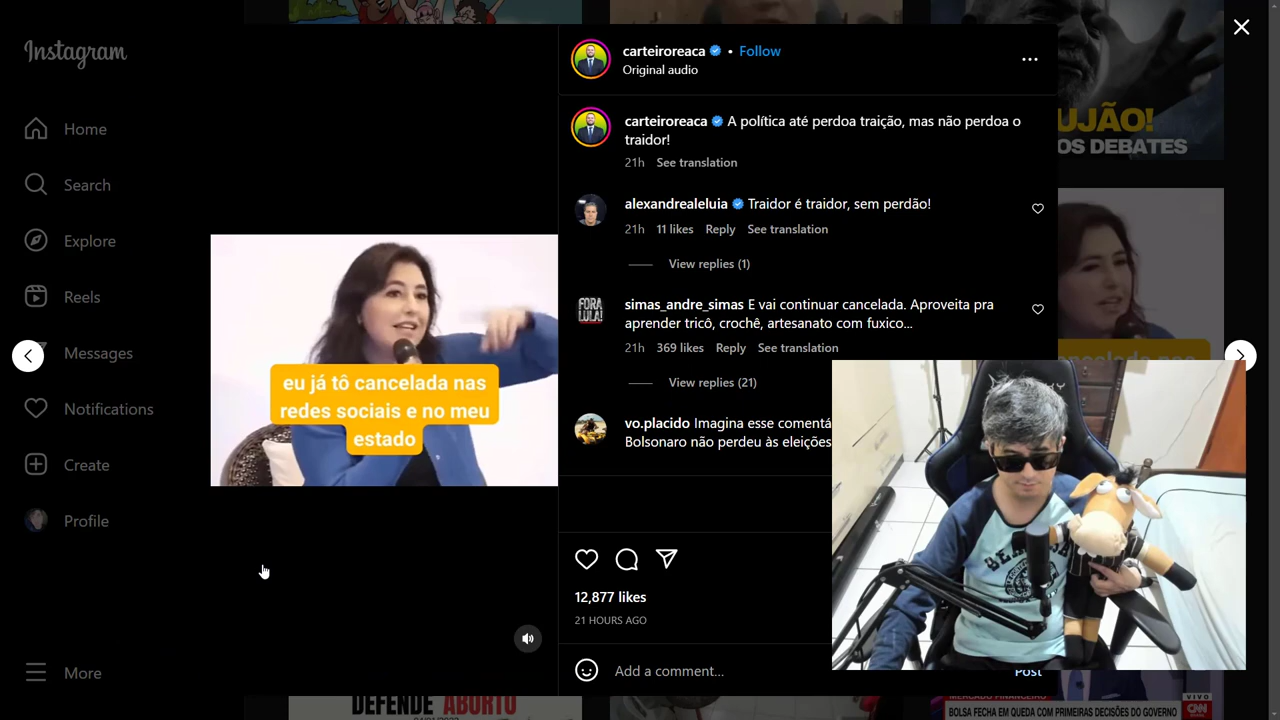 Instagram
Home
Search
Explore
Reels
Messages
Notifications
Create
Profile
More
eu já tô cancelada nas
redes sociais e no meu
estado
carteiroreaca • Follow
Original audio
carteiroreaca A política até perdoa traição, mas não perdoa o
traidor!
21h See translation
alexandrealeluia Traidor é traidor, sem perdão!
21h 11 likes Reply See translation
View replies (1)
FORA
LULA!
simas_andre_simas E vai continuar cancelada. Aproveita pra
aprender tricô, crochê, artesanato com fuxico...
21h 369 likes Reply See translation
View replies (21)
vo.placido Imagina esse comentá
Bolsonaro não perdeu às eleições
12,877 likes
21 HOURS AGO
Add a comment...
Post
UJÃO!
OS DEBATES
DEFENDE ABORTO
MERCADO FINANCEIRO
BOLSA FECHA EM QUEDA COM PRIMEIRAS DECISÕES DO GOVERNO
VIVO
CNN